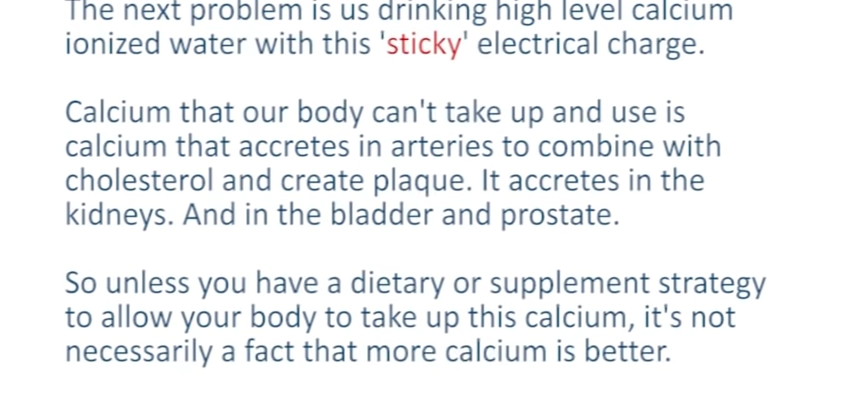 The next problem is us drinking high level calcium
ionized water with this 'sticky' electrical charge.
Calcium that our body can't take up and use is
calcium that accretes in arteries to combine with
cholesterol and create plaque. It accretes in the
kidneys. And in the bladder and prostate.
So unless you have a dietary or supplement strategy
to allow your body to take up this calcium, it's not
necessarily a fact that more calcium is better.